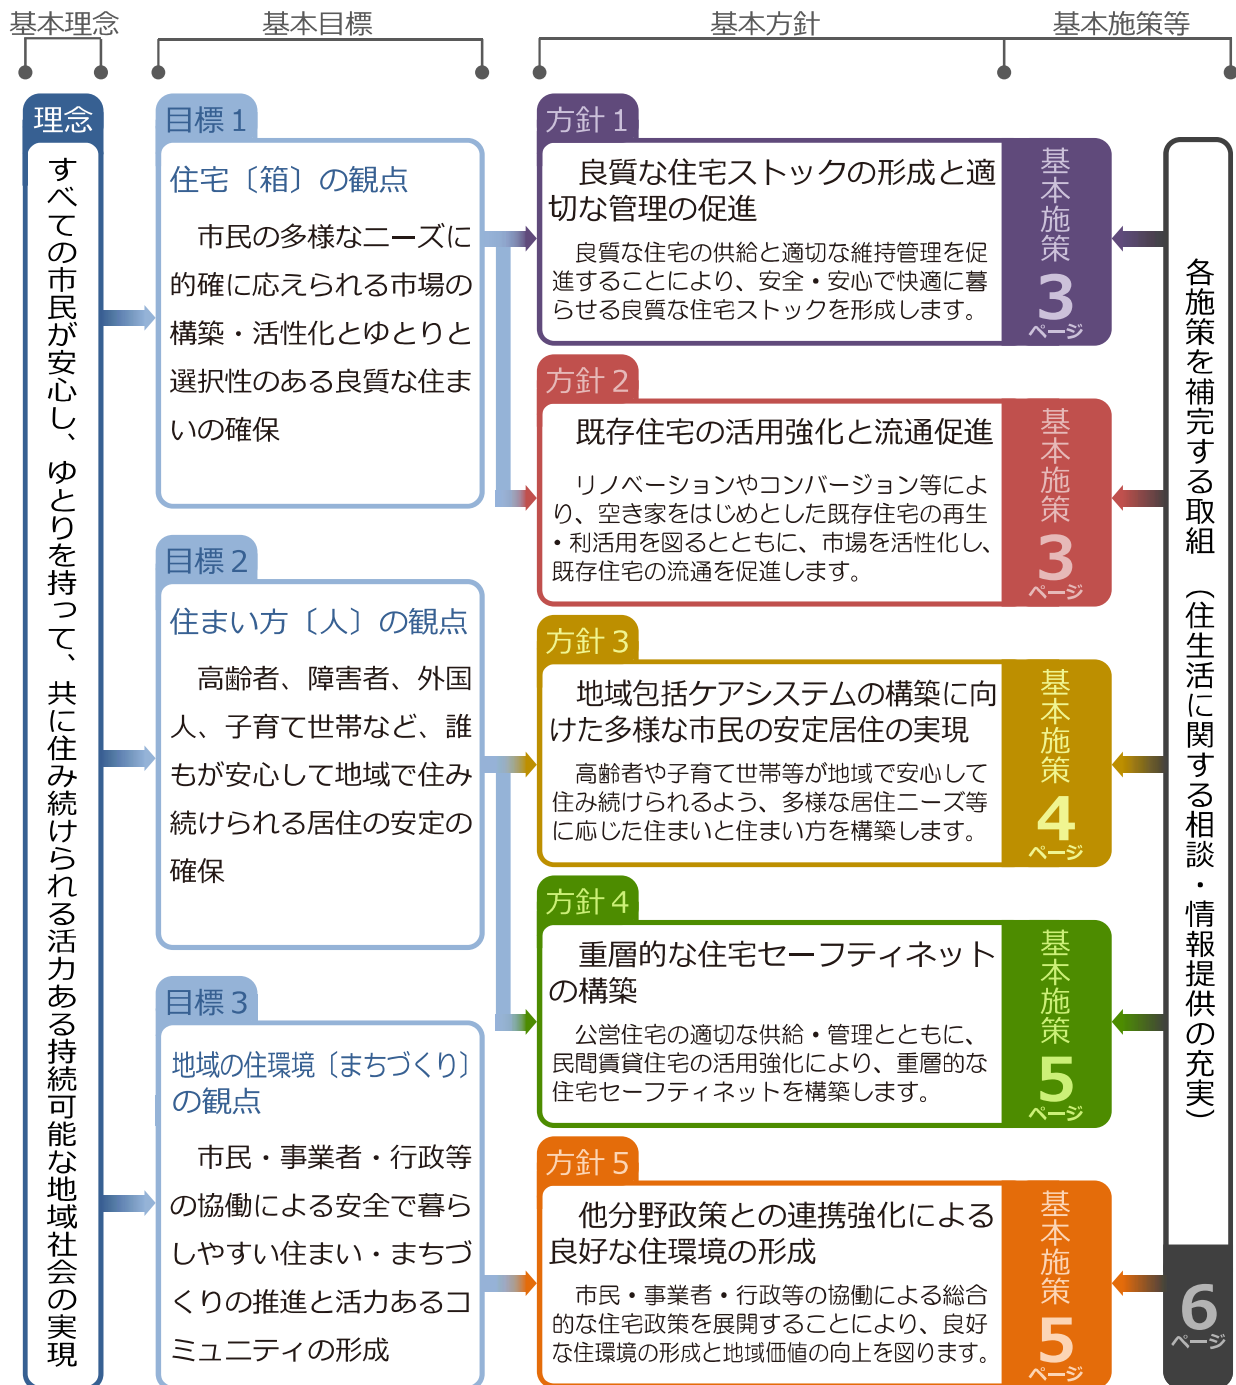 基本理念
基本目標
基本方針
基本施策等
理念
すべての市民が安心し、ゆとりを持って、共に住み続けられる活力ある持続可能な地域社会の実現
目標1
住宅〔箱〕の観点
市民の多様なニーズに
的確に応えられる市場の
構築・活性化とゆとりと
選択性のある良質な住ま
いの確保
目標2
住まい方〔人〕の観点
高齢者、障害者、外国
人、子育て世帯など、誰
もが安心して地域で住み
続けられる居住の安定の
確保
目標3
地域の住環境〔まちづくり〕
の観点
市民・事業者・行政等
の協働による安全で暮ら
しやすい住まい・まちづ
くりの推進と活力あるコ
ミュニティの形成
方針1
良質な住宅ストックの形成と適
切な管理の促進
良質な住宅の供給と適切な維持管理を促
進することにより、安全・安心で快適に暮
らせる良質な住宅ストックを形成します。
基本施策
3
ページ
方針2
既存住宅の活用強化と流通促進
リノベーションやコンバージョン等によ
り、空き家をはじめとした既存住宅の再生
・利活用を図るとともに、市場を活性化し、
既存住宅の流通を促進します。
基本施策
3
ページ
方針3
地域包括ケアシステムの構築に向
けた多様な市民の安定居住の実現
高齢者や子育て世帯等が地域で安心して
住み続けられるよう、多様な居住ニーズ等
に応じた住まいと住まい方を構築します。
基本施策
4
ページ
方針4
重層的な住宅セーフティネット
の構築
公営住宅の適切な供給・管理とともに、
民間賃貸住宅の活用強化により、重層的な
住宅セーフティネットを構築します。
基本施策
5
ページ
方針5
他分野政策との連携強化による
良好な住環境の形成
市民・事業者・行政等の協働による総合
的な住宅政策を展開することにより、良好
な住環境の形成と地域価値の向上を図ります。
基本施策
5
ページ
各施策を補完する取組 （住生活に関する相談・情報提供の充実）
6
ページ